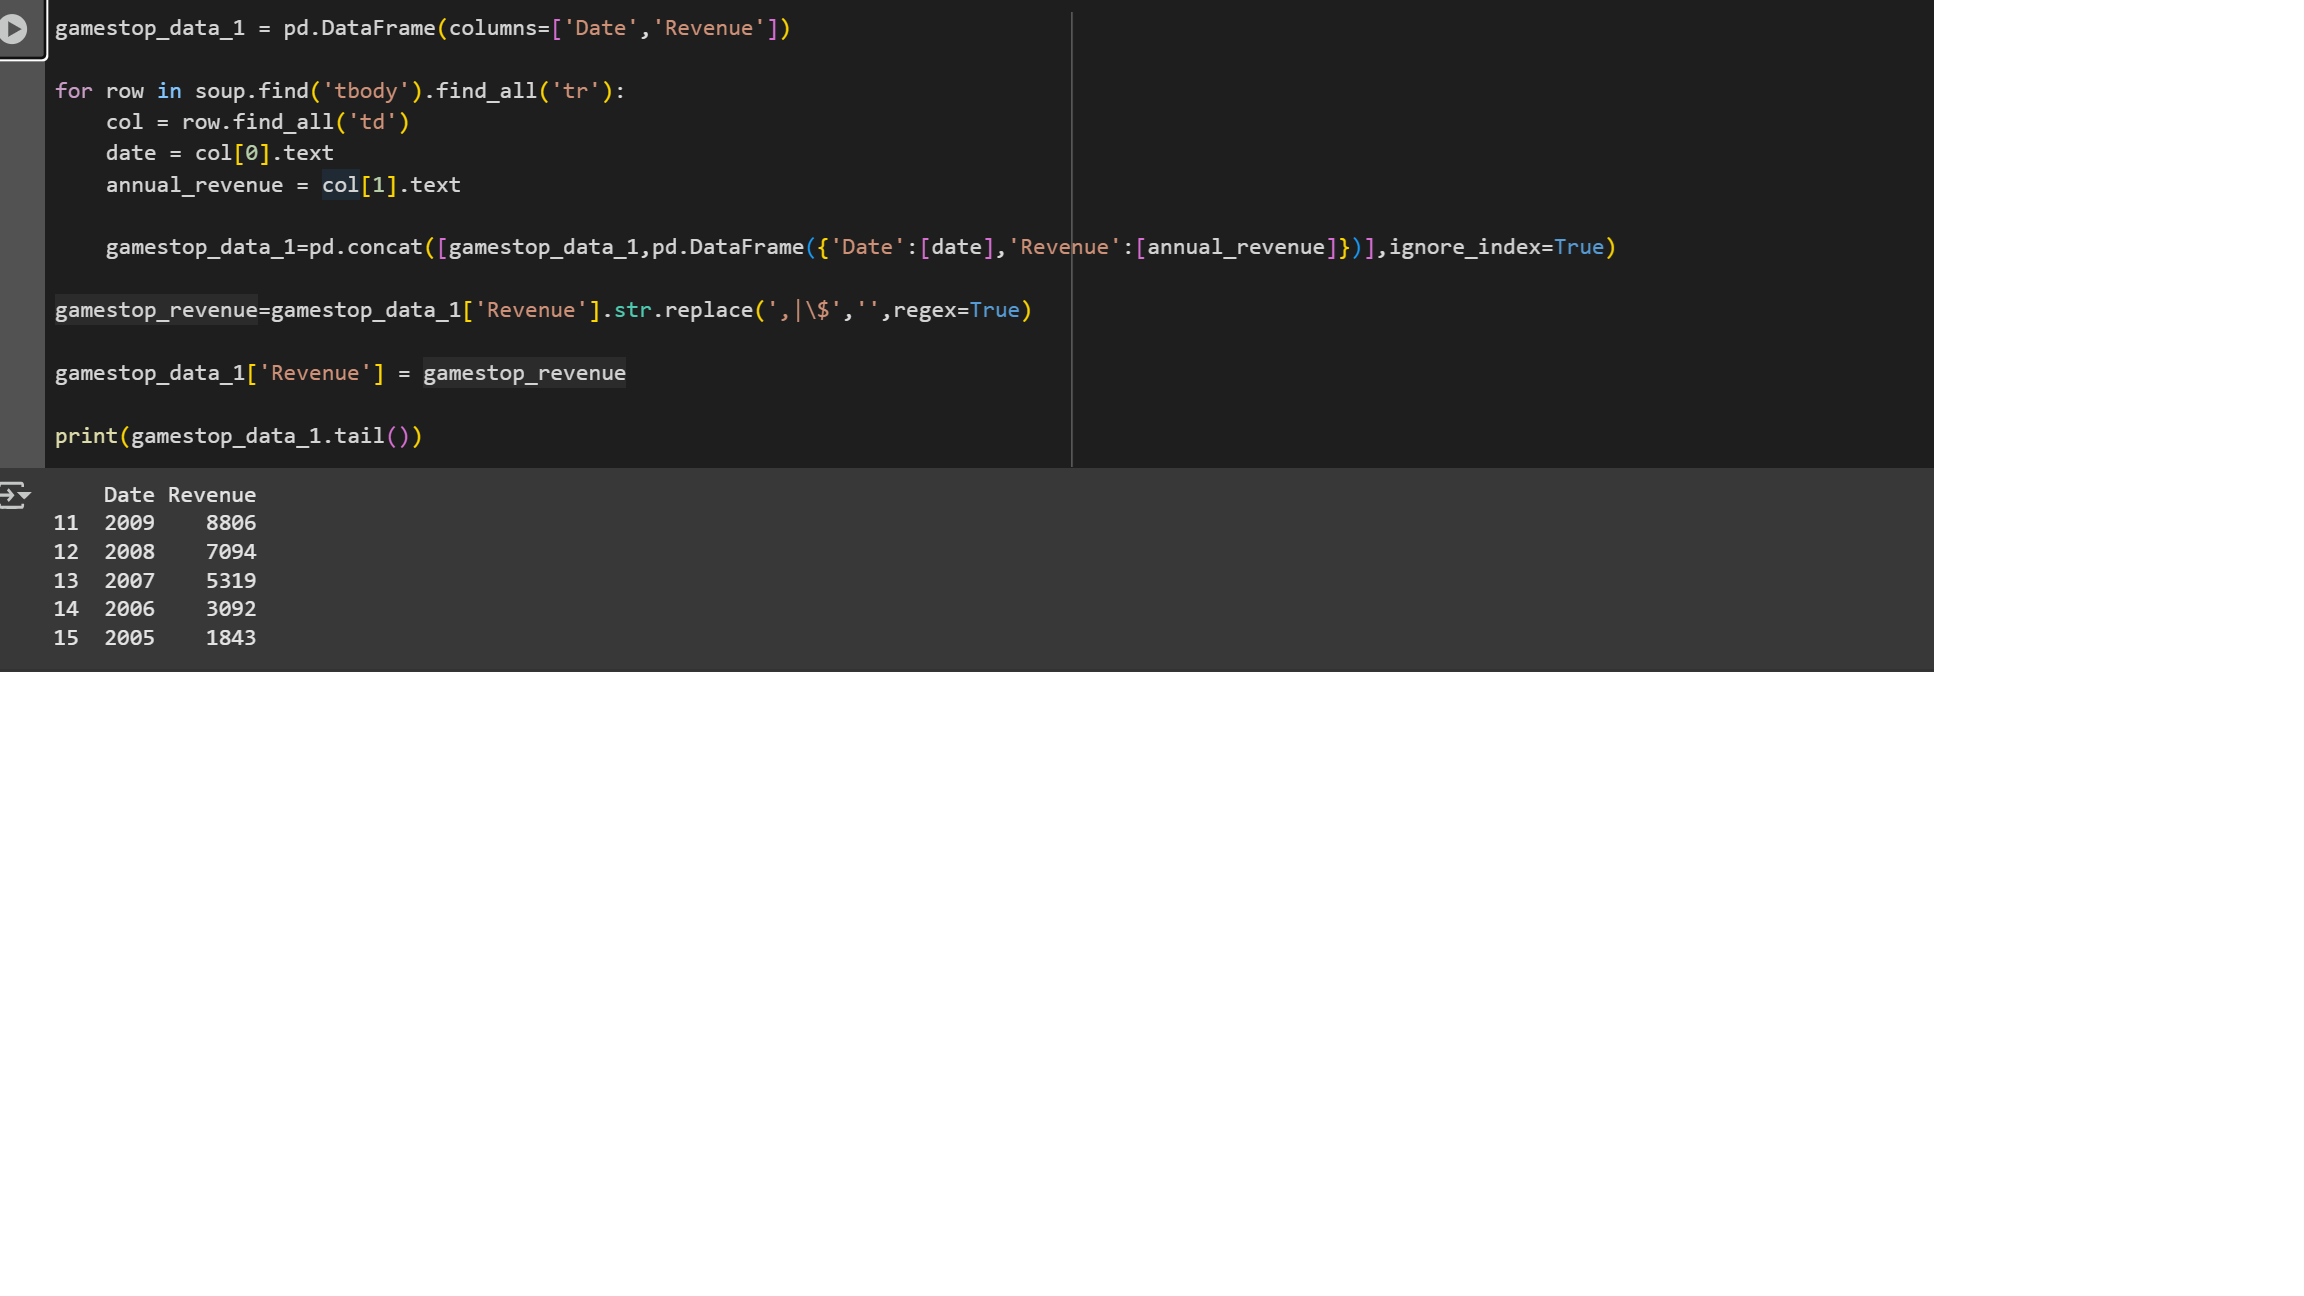 gamestop_data_1 = pd.DataFrame(columns=['Date','Revenue'])
for row in soup.find('tbody').find_all('tr'):
    col = row.find_all('td')
    date = col[0].text
    annual_revenue = col[1].text
    gamestop_data_1=pd.concat([gamestop_data_1,pd.DataFrame({'Date':[date],'Revenue':[annual_revenue]})],ignore_index=True)
gamestop_revenue=gamestop_data_1['Revenue'].str.replace(',|\$','',regex=True)
gamestop_data_1['Revenue'] = gamestop_revenue
print(gamestop_data_1.tail())
Date Revenue
11 2009 8806
12 2008 7094
13 2007 5319
14 2006 3092
15 2005 1843